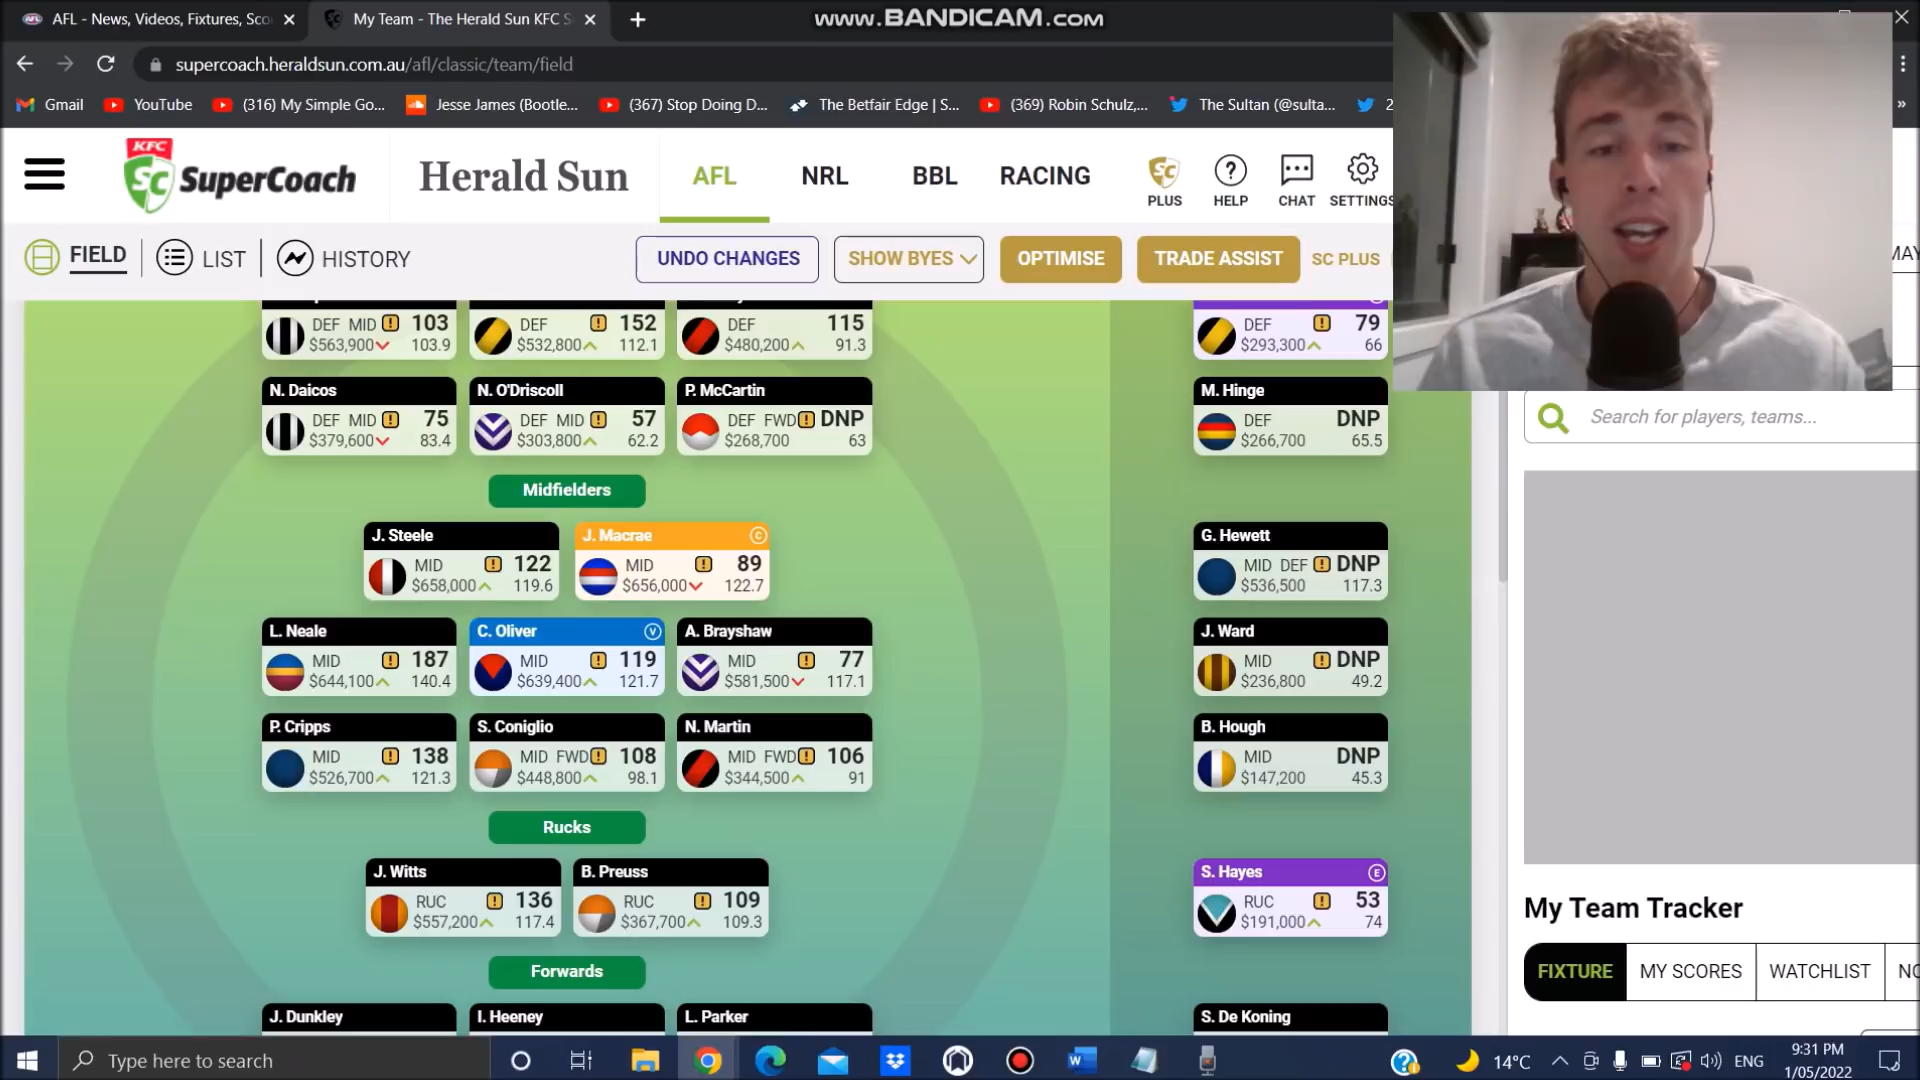 AFL - News, Videos, Fixtures, Sco
My Team - The Herald Sun KFC S
www.BANDICAM.com
supercoach.heraldsun.com.au/afl/classic/team/field
Gmail
YouTube
(316) My Simple Go...
Jesse James (Bootle...
(367) Stop Doing D...
The Betfair Edge | S...
(369) Robin Schulz,...
The Sultan (@sulta...
2
»
KFC
SC SuperCoach
Herald Sun
AFL
NRL
BBL
RACING
SC
PLUS
HELP
CHAT
SETTINGS
FIELD
LIST
HISTORY
UNDO CHANGES
SHOW BYES
OPTIMISE
TRADE ASSIST
SC PLUS
MAY
DEF MID 103
$563,900 103.9
DEF 152
$532,800 112.1
DEF 115
$480,200 91.3
DEF 79
$293,300 66
N. Daicos
DEF MID 75
$379,600 83.4
N. O'Driscoll
DEF MID 57
$303,800 62.2
P. McCartin
DEF FWD DNP
$268,700 63
M. Hinge
DEF DNP
$266,700 65.5
Search for players, teams...
Midfielders
J. Steele
MID 122
$658,000 119.6
J. Macrae C
MID 89
$656,000 122.7
G. Hewett
MID DEF DNP
$536,500 117.3
L. Neale
MID 187
$644,100 140.4
C. Oliver V
MID 119
$639,400 121.7
A. Brayshaw
MID 77
$581,500 117.1
J. Ward
MID DNP
$236,800 49.2
P. Cripps
MID 138
$526,700 121.3
S. Coniglio
MID FWD 108
$448,800 98.1
N. Martin
MID FWD 106
$344,500 91
B. Hough
MID DNP
$147,200 45.3
Rucks
J. Witts
RUC 136
$557,200 117.4
B. Preuss
RUC 109
$367,700 109.3
S. Hayes E
RUC 53
$191,000 74
My Team Tracker
FIXTURE
MY SCORES
WATCHLIST
NO
Forwards
J. Dunkley
I. Heeney
L. Parker
S. De Koning
Type here to search
14°C
ENG
9:31 PM
1/05/2022